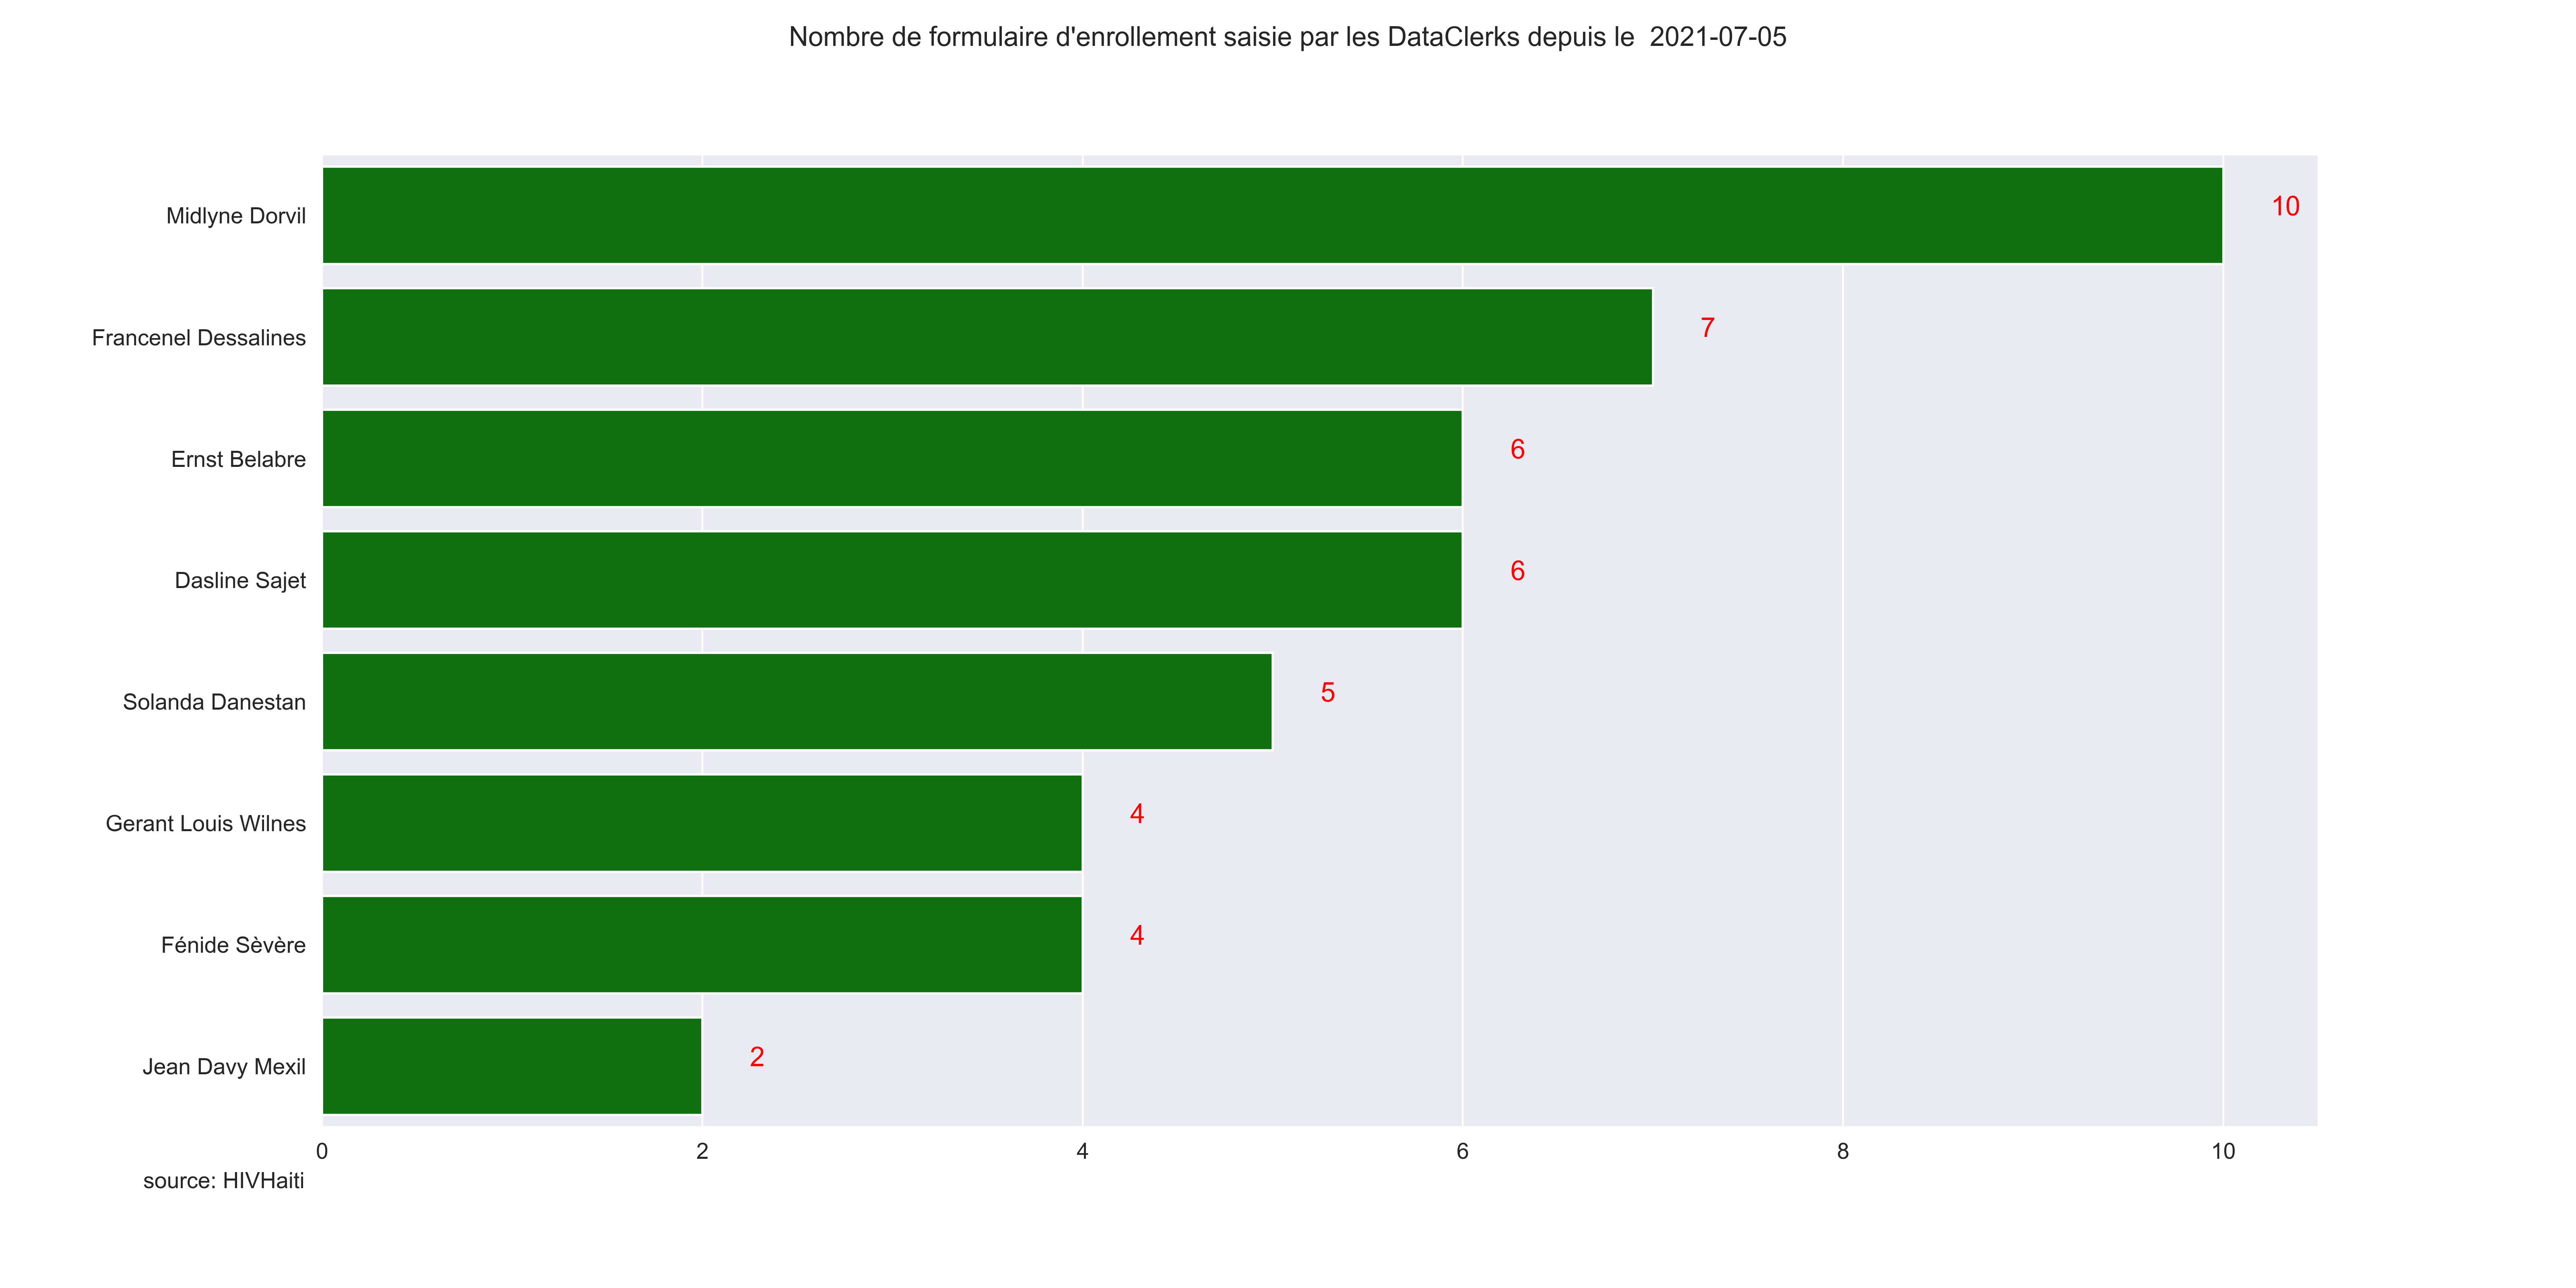 Nombre de formulaire d'enrollement saisie par les DataClerks depuis le  2021-07-05
Midlyne Dorvil
10
Francenel Dessalines
7
Ernst Belabre
6
Dasline Sajet
6
Solanda Danestan
5
Gerant Louis Wilnes
4
Fénide Sèvère
4
Jean Davy Mexil
2
0 2 4 6 8 10
source: HIVHaiti